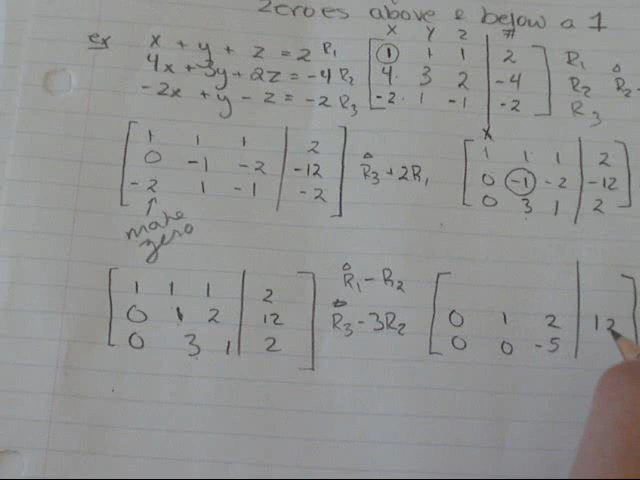 Zeroes above & below a 1
ex x + y + z = 2 R1
4x + 3y + 2z = -4 R2
-2x + y - z = -2 R3
x y z #
1 1 1 2 R1
4 3 2 -4 R2 R2-
-2 1 -1 -2 R3
1 1 1 2
0 -1 -2 -12 R3 + 2R1
-2 1 -1 -2
make
zero
1 1 1 2
0 -1 -2 -12
0 3 1 2
1 1 1 2 R1 - R2
0 1 2 12 R3 - 3R2
0 3 1 2
0 1 2 12
0 0 -5